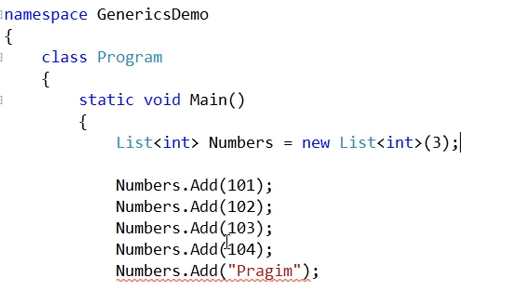 namespace GenericsDemo
{
    class Program
    {
        static void Main()
        {
            List<int> Numbers = new List<int>(3);
            Numbers.Add(101);
            Numbers.Add(102);
            Numbers.Add(103);
            Numbers.Add(104);
            Numbers.Add("Pragim");